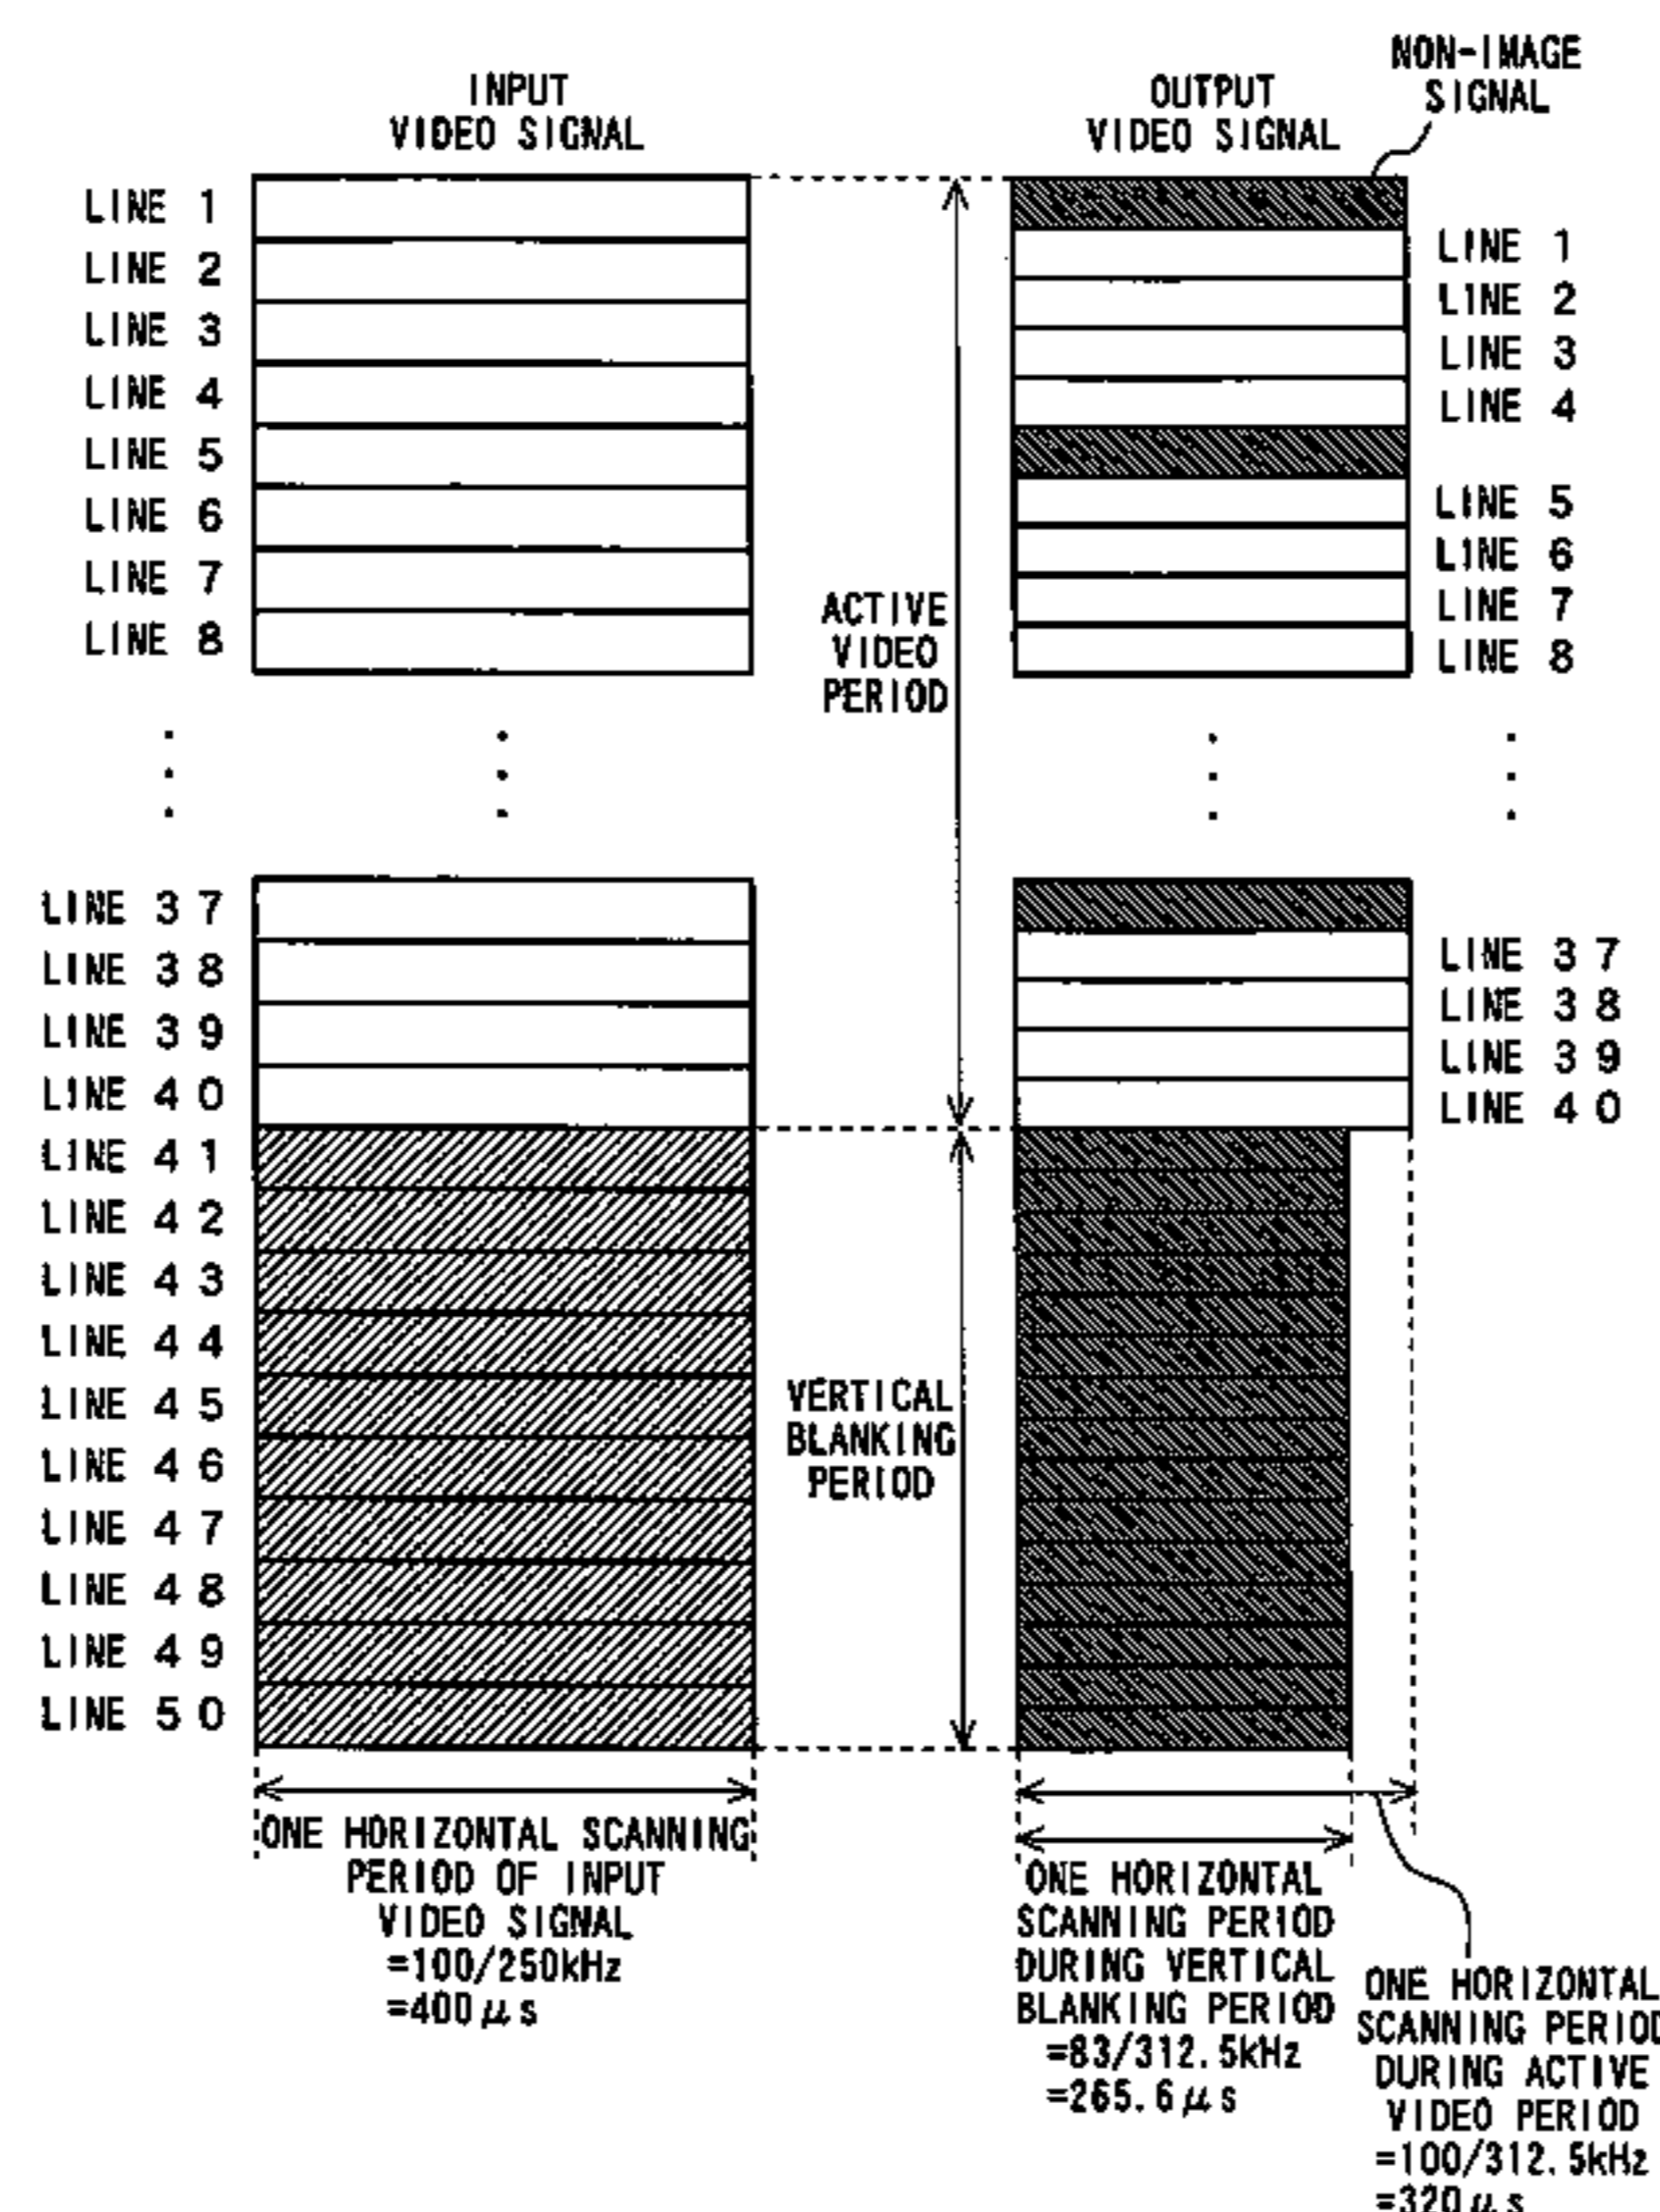 INPUT
VIDEO SIGNAL
OUTPUT
VIDEO SIGNAL
NON-IMAGE
SIGNAL
LINE 1
LINE 2
LINE 3
LINE 4
LINE 5
LINE 6
LINE 7
LINE 8
LINE 37
LINE 38
LINE 39
LINE 40
LINE 41
LINE 42
LINE 43
LINE 44
LINE 45
LINE 46
LINE 47
LINE 48
LINE 49
LINE 50
ACTIVE
VIDEO
PERIOD
VERTICAL
BLANKING
PERIOD
LINE 1
LINE 2
LINE 3
LINE 4
LINE 5
LINE 6
LINE 7
LINE 8
LINE 37
LINE 38
LINE 39
LINE 40
ONE HORIZONTAL SCANNING
PERIOD OF INPUT
VIDEO SIGNAL
=100/250kHz
=400μs
ONE HORIZONTAL
SCANNING PERIOD
DURING VERTICAL
BLANKING PERIOD
=83/312.5kHz
=265.6μs
ONE HORIZONTAL
SCANNING PERIOD
DURING ACTIVE
VIDEO PERIOD
=100/312.5kHz
=320μs